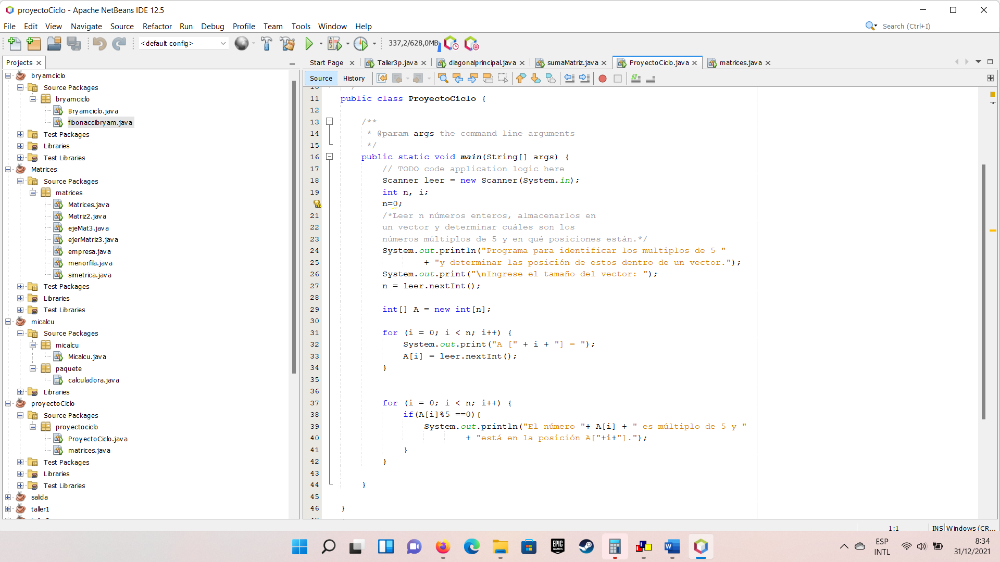 proyectoCiclo - Apache NetBeans IDE 12.5
File Edit View Navigate Source Refactor Run Debug Profile Team Tools Window Help
Search (Ctrl+I)
<default config>
337,2/628,0MB
Projects
Start Page
Taller3p.java
diagonalprincipal.java
sumaMatriz.java
ProyectoCiclo.java
matrices.java
Source History
bryamciclo
Source Packages
bryamciclo
Bryamciclo.java
fibonaccibryam.java
Test Packages
Libraries
Test Libraries
Matrices
Source Packages
matrices
Matrices.java
Matriz2.java
ejeMat3.java
ejerMatriz3.java
empresa.java
menorfila.java
simetrica.java
Test Packages
Libraries
Test Libraries
micalcu
Source Packages
micalcu
Micalcu.java
paquete
calculadora.java
Libraries
proyectoCiclo
Source Packages
proyectociclo
ProyectoCiclo.java
matrices.java
Test Packages
Libraries
Test Libraries
salida
taller1
10 */
11 public class ProyectoCiclo {
12
13 /**
14 * @param args the command line arguments
15 */
16 public static void main(String[] args) {
17 // TODO code application logic here
18 Scanner leer = new Scanner(System.in);
19 int n, i;
n=0;
21 /*Leer n números enteros, almacenarlos en
22 un vector y determinar cuáles son los
23 números múltiplos de 5 y en qué posiciones están.*/
24 System.out.println("Programa para identificar los multiplos de 5 "
25 + "y determinar las posición de estos dentro de un vector.");
26 System.out.print("\nIngrese el tamaño del vector: ");
27 n = leer.nextInt();
28
29 int[] A = new int[n];
30
31 for (i = 0; i < n; i++) {
32 System.out.print("A [" + i + "] = ");
33 A[i] = leer.nextInt();
34 }
35
36
37 for (i = 0; i < n; i++) {
38 if(A[i]%5 ==0){
39 System.out.println("El número "+ A[i] + " es múltiplo de 5 y "
40 + "está en la posición A["+i+"].");
41 }
42 }
43
44 }
45
46 }
1:1 INS Windows (CR...
EPIC GAMES
ESP
INTL
8:34
31/12/2021